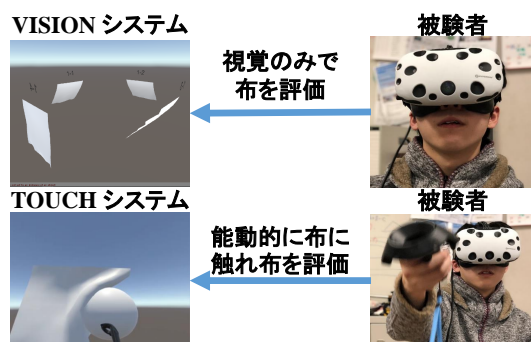 VISION システム
被験者
視覚のみで
布を評価
TOUCH システム
被験者
能動的に布に
触れ布を評価